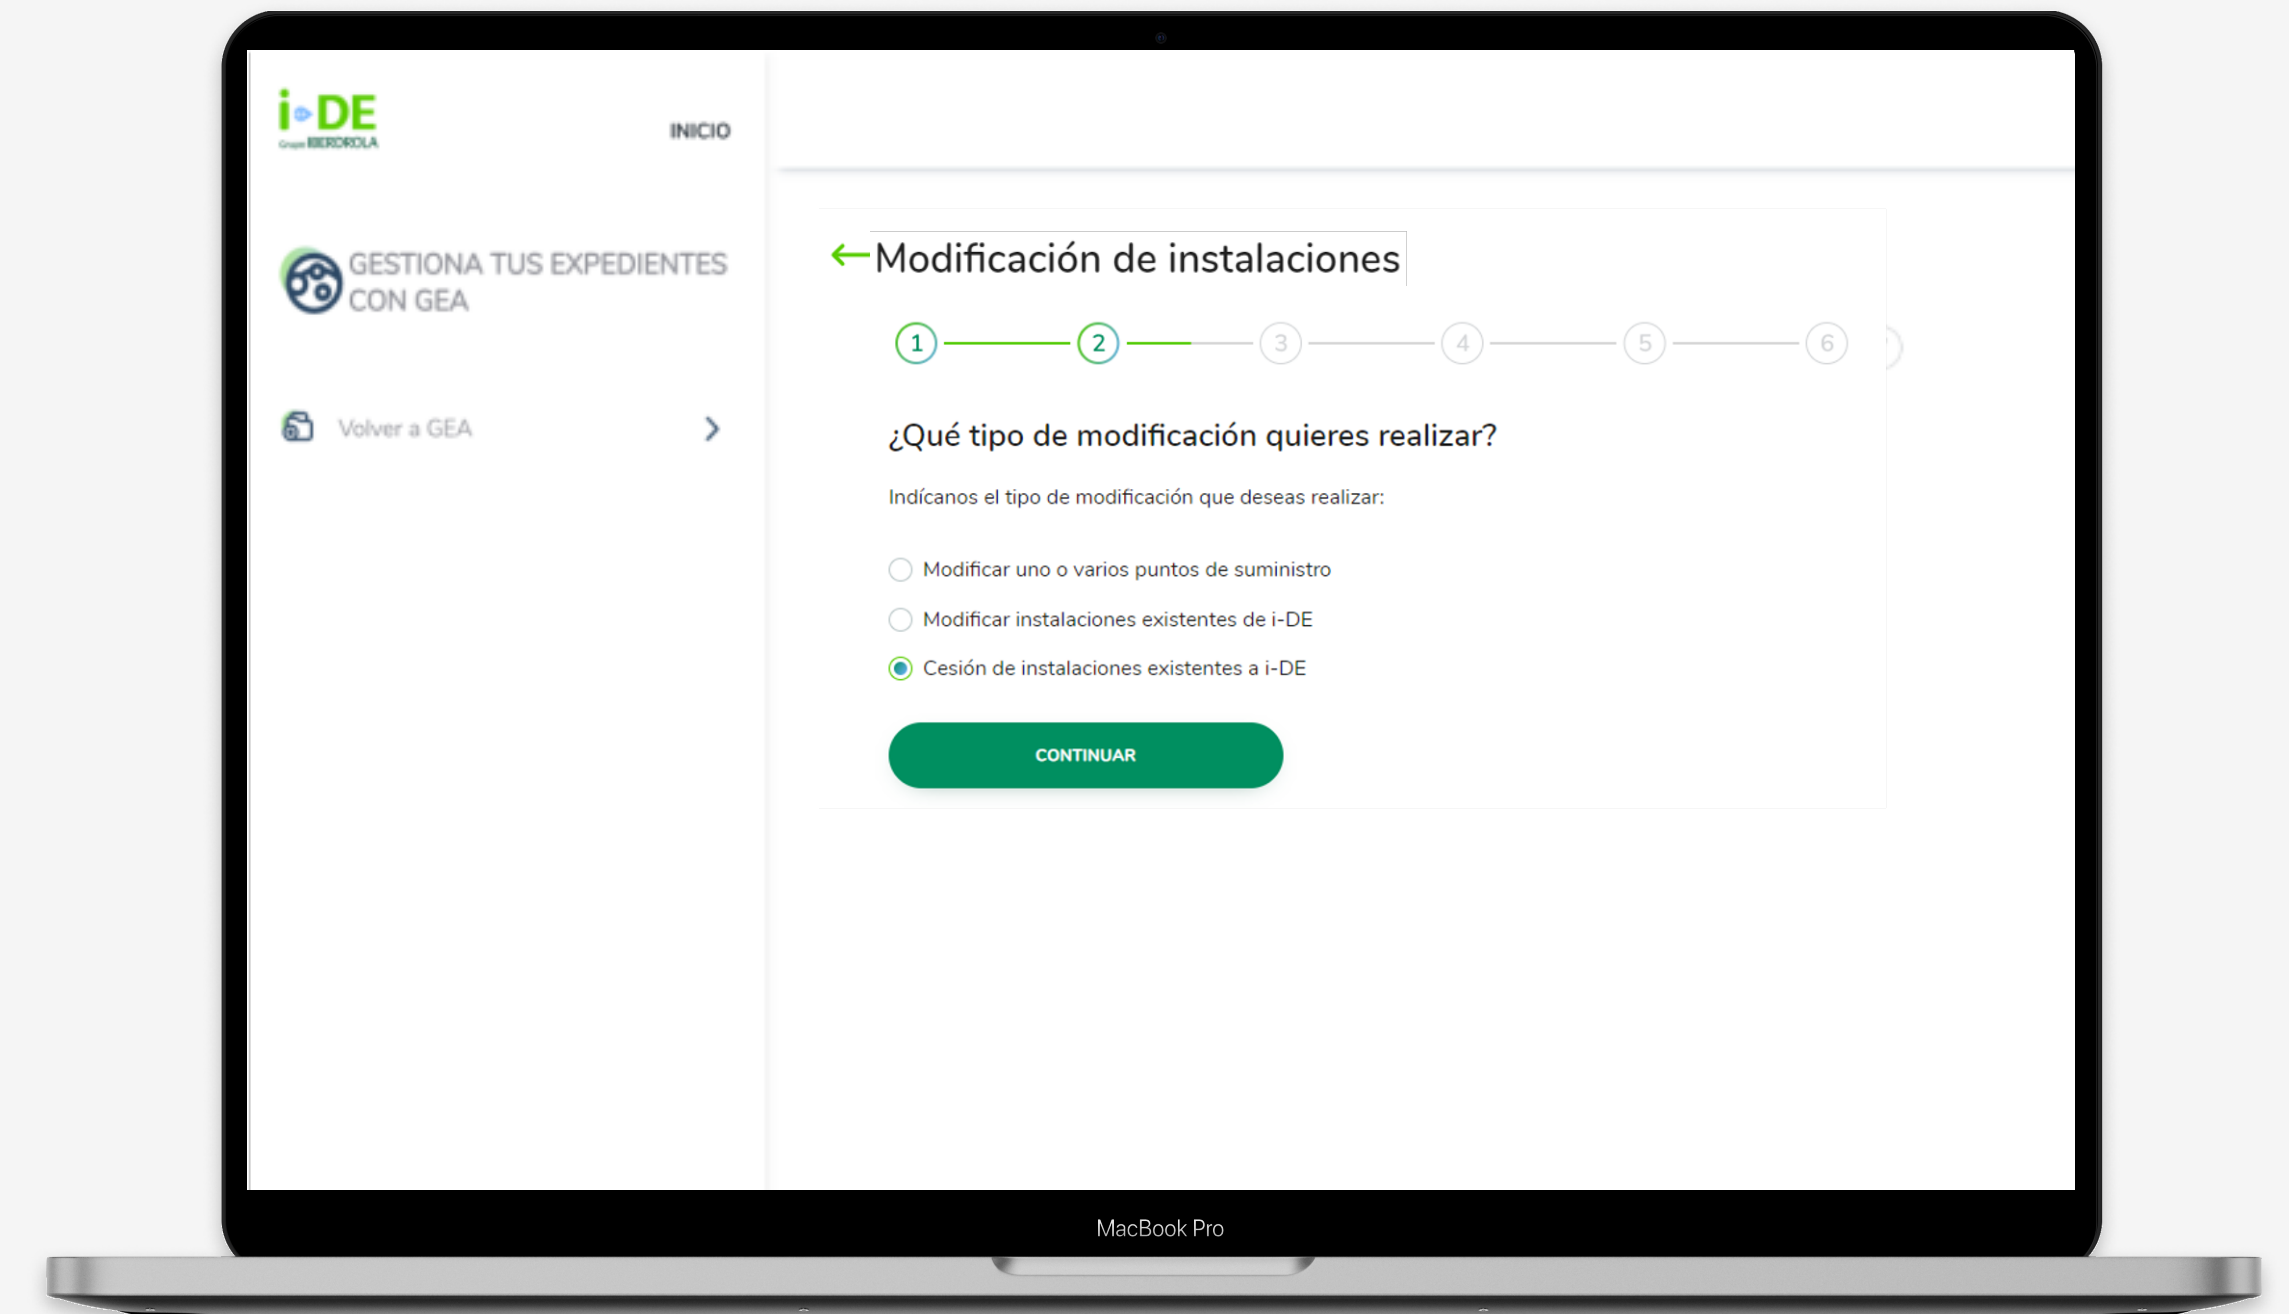 i-DE
Grupo IBERDROLA
INICIO
GESTIONA TUS EXPEDIENTES
CON GEA
Volver a GEA
Modificación de instalaciones
1 2 3 4 5 6
¿Qué tipo de modificación quieres realizar?
Indícanos el tipo de modificación que deseas realizar:
Modificar uno o varios puntos de suministro
Modificar instalaciones existentes de i-DE
Cesión de instalaciones existentes a i-DE
CONTINUAR
MacBook Pro